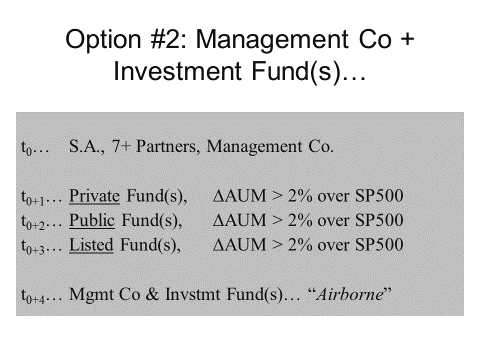 Option #2: Management Co +
Investment Fund(s)…
t0… S.A., 7+ Partners, Management Co.
t0+1… Private Fund(s), ΔAUM > 2% over SP500
t0+2… Public Fund(s), ΔAUM > 2% over SP500
t0+3… Listed Fund(s), ΔAUM > 2% over SP500
t0+4… Mgmt Co & Invstmt Fund(s)… “Airborne”